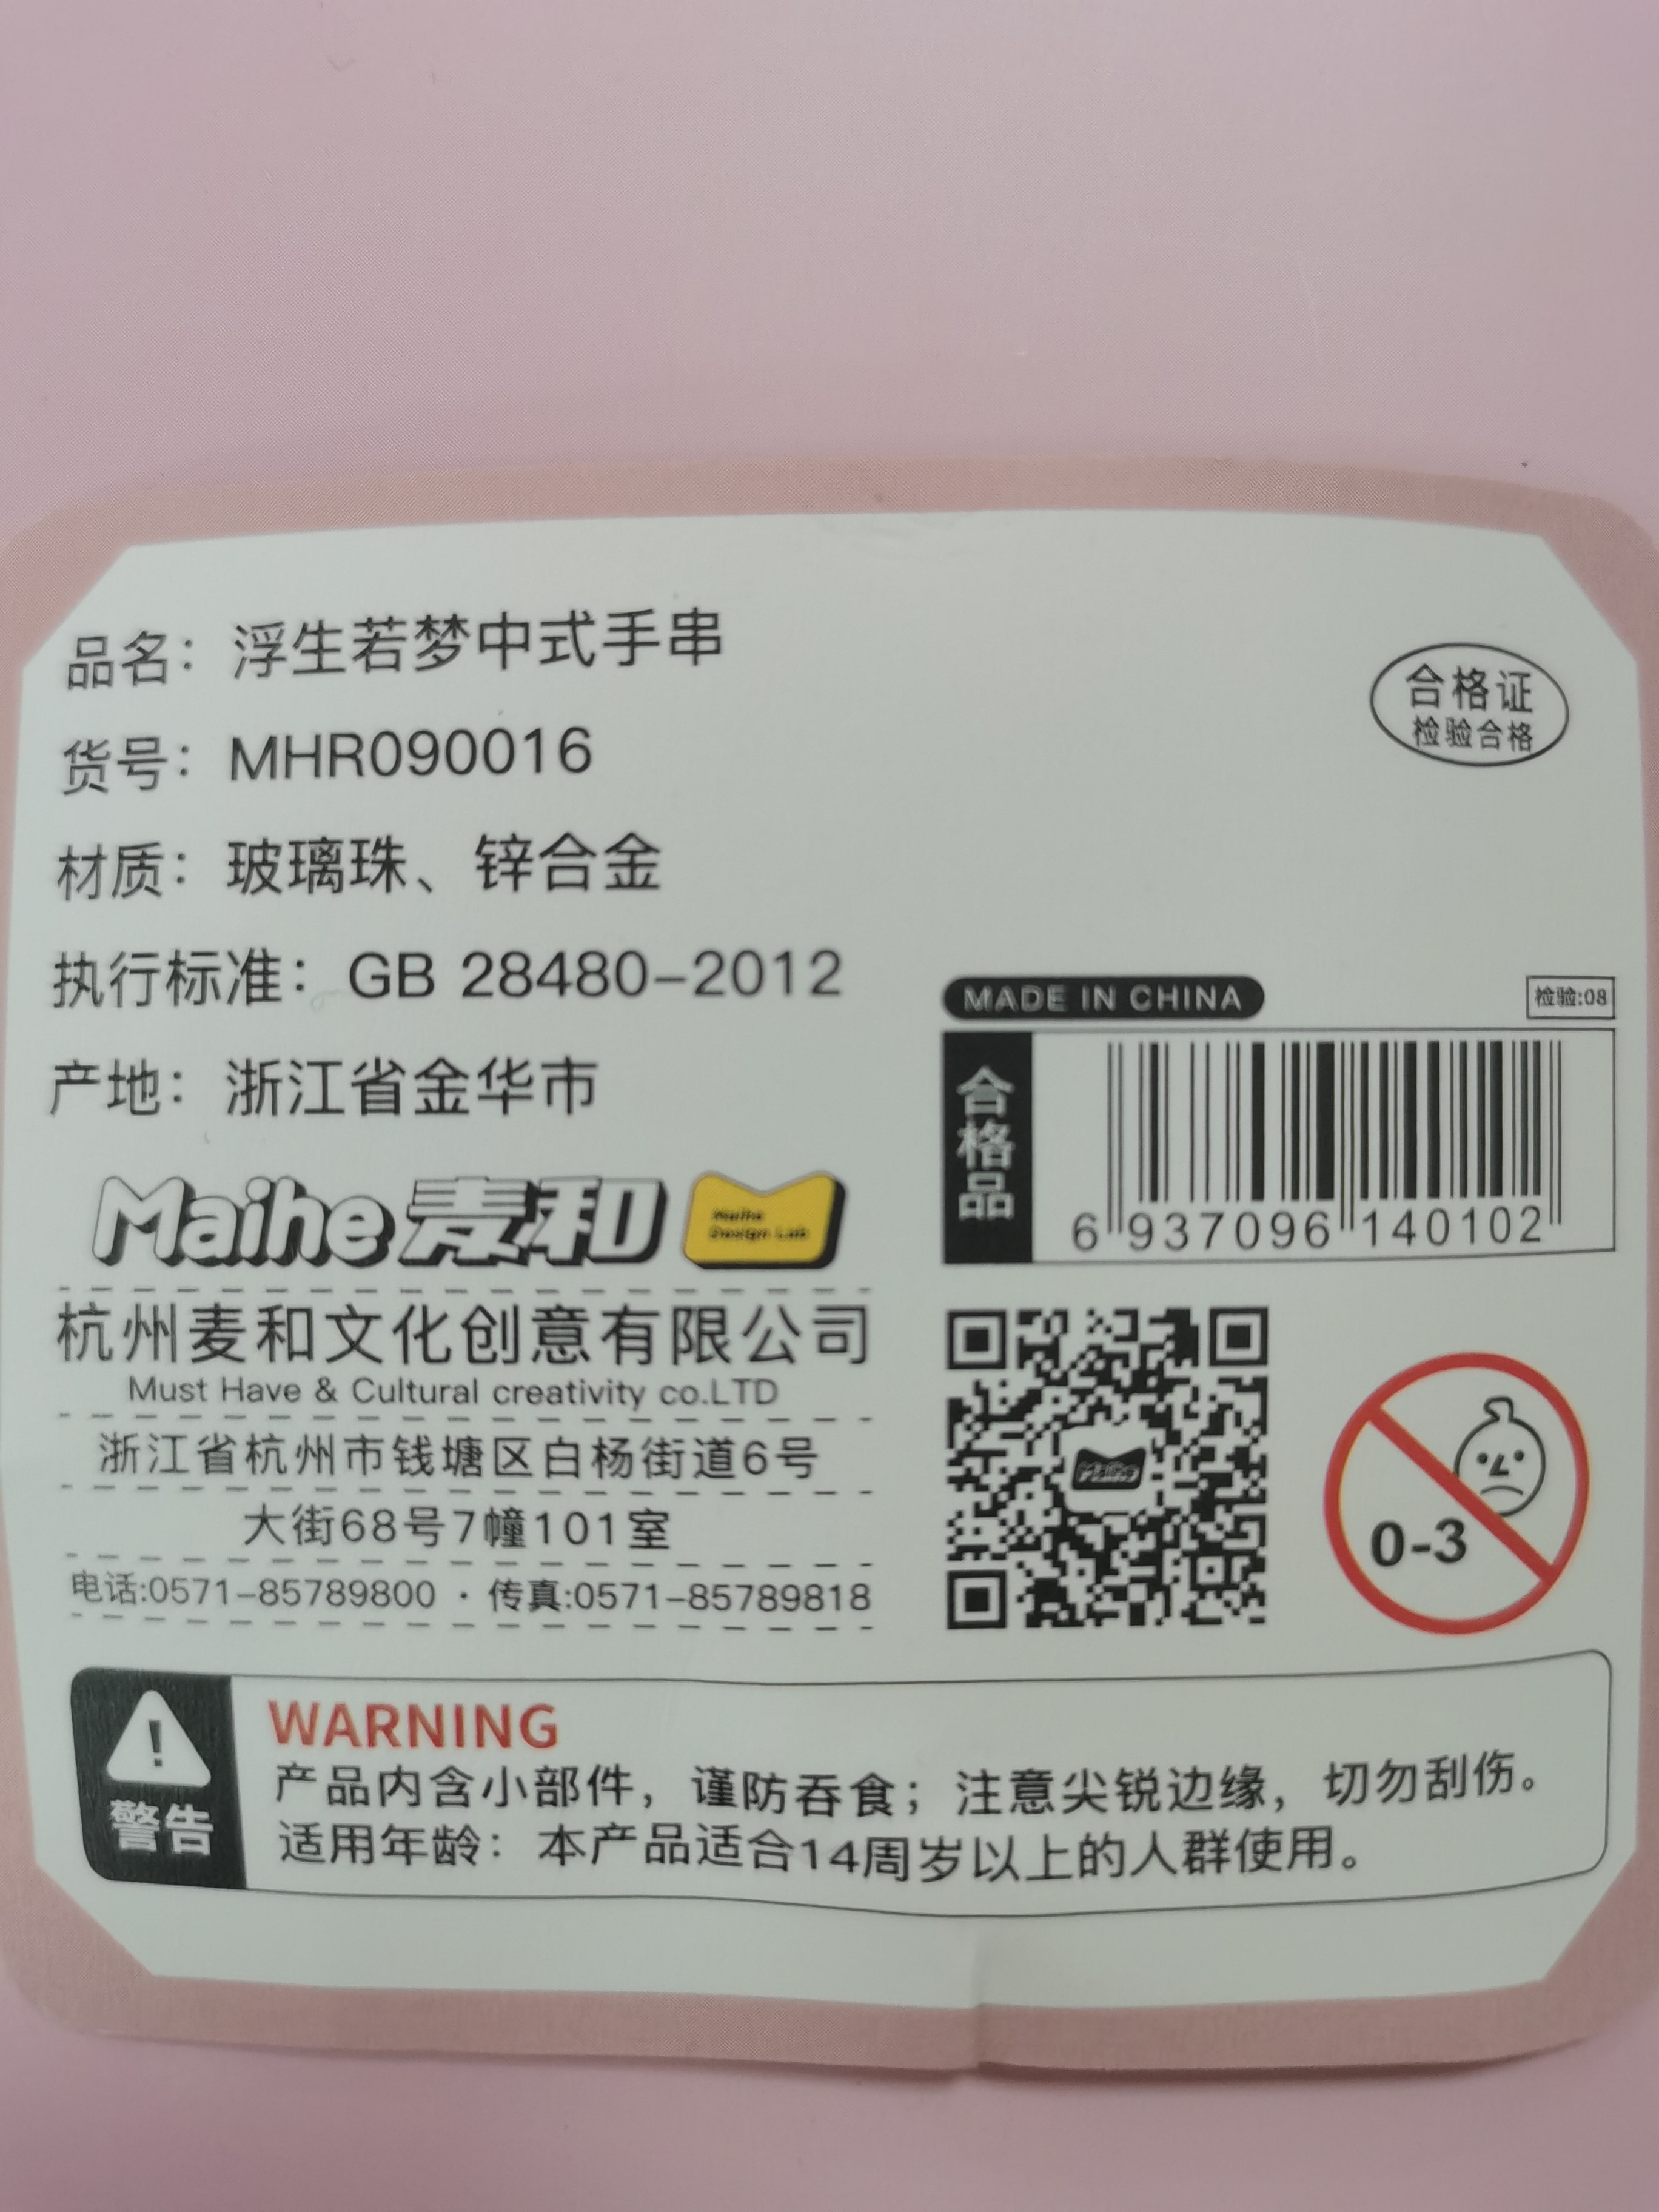 品名：浮生若梦中式手串
货号：MHR090016
材质：玻璃珠、锌合金
执行标准：GB 28480-2012
产地：浙江省金华市
合格证
检验合格
MADE IN CHINA
检验:08
合格品
6 937096 140102
Maihe麦和
Maihe
Design Lab
杭州麦和文化创意有限公司
Must Have & Cultural creativity co.LTD
浙江省杭州市钱塘区白杨街道6号
大街68号7幢101室
电话:0571-85789800 · 传真:0571-85789818
0-3
警告
WARNING
产品内含小部件，谨防吞食；注意尖锐边缘，切勿刮伤。
适用年龄：本产品适合14周岁以上的人群使用。